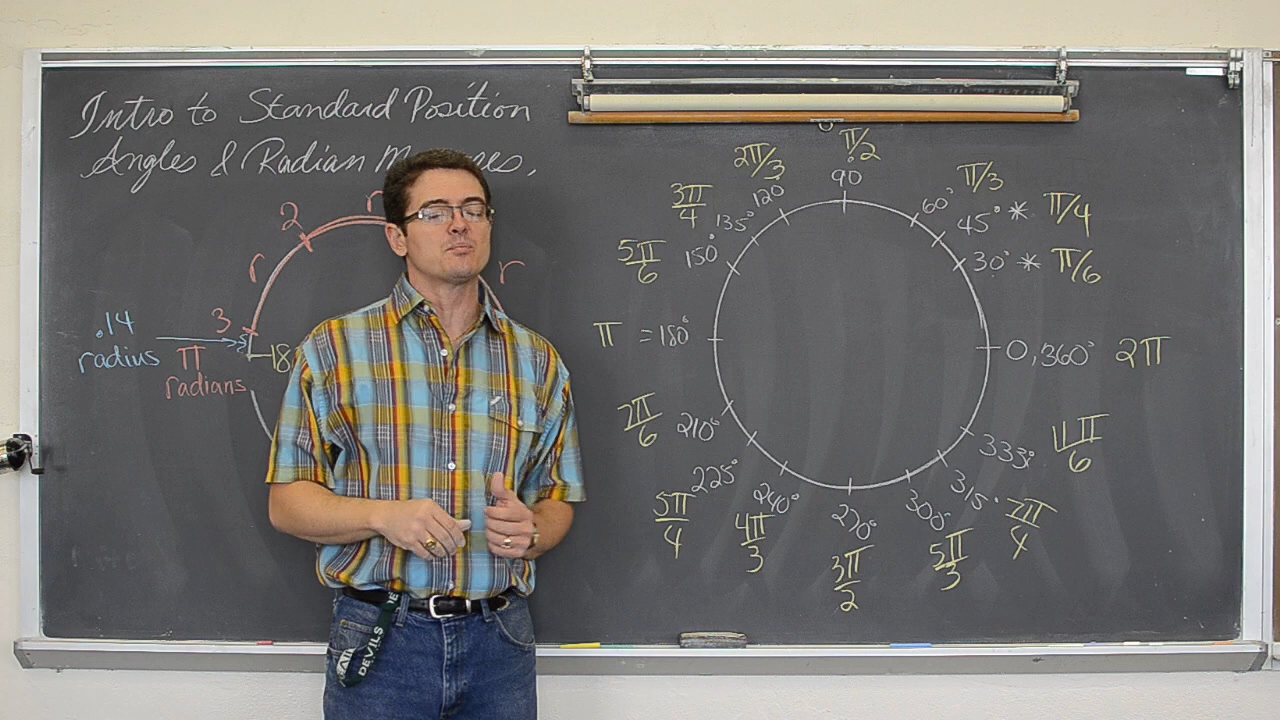 Intro to Standard Position
Angles & Radian
r
2
r
r
3
.14
radius
π
radians
18
π/2
90
2π/3
120°
π/3
60°
3π/4
135°
45° * π/4
5π/6
150°
30° * π/6
π = 180°
0,360° 2π
7π/6
210°
333° 11π/6
225°
5π/4
240°
4π/3
270°
3π/2
300°
5π/3
315°
7π/4
DEVILS